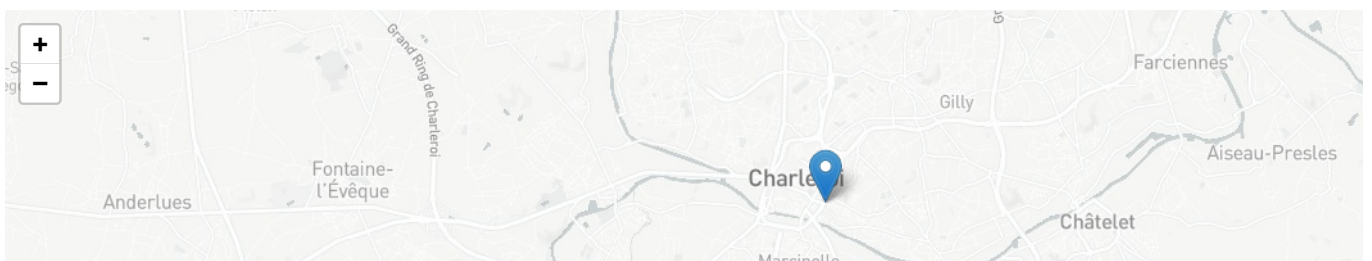 +
−
Grand Ring de Charleroi
Farciennes
Gilly
Aiseau-Presles
Fontaine-
l'Évêque
Charleroi
Anderlues
Châtelet
Marcinelle